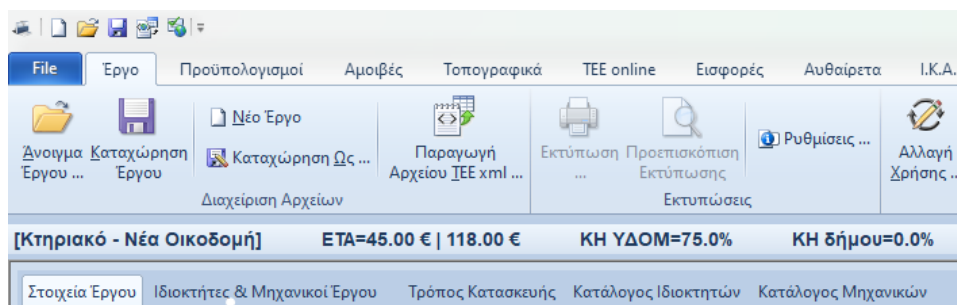 File Έργο Προϋπολογισμοί Αμοιβές Τοπογραφικά TEE online Εισφορές Αυθαίρετα Ι.Κ.Α.
Άνοιγμα Έργου ...
Καταχώρηση Έργου
Νέο Έργο
Καταχώρηση Ως ...
Παραγωγή Αρχείου TEE xml ...
Διαχείριση Αρχείων
Εκτύπωση ...
Προεπισκόπιση Εκτύπωσης
Ρυθμίσεις ...
Εκτυπώσεις
Αλλαγή Χρήσης ..
[Κτηριακό - Νέα Οικοδομή] ΕΤΑ=45.00 € | 118.00 € ΚΗ ΥΔΟΜ=75.0% ΚΗ δήμου=0.0%
Στοιχεία Έργου Ιδιοκτήτες & Μηχανικοί Έργου Τρόπος Κατασκευής Κατάλογος Ιδιοκτητών Κατάλογος Μηχανικών